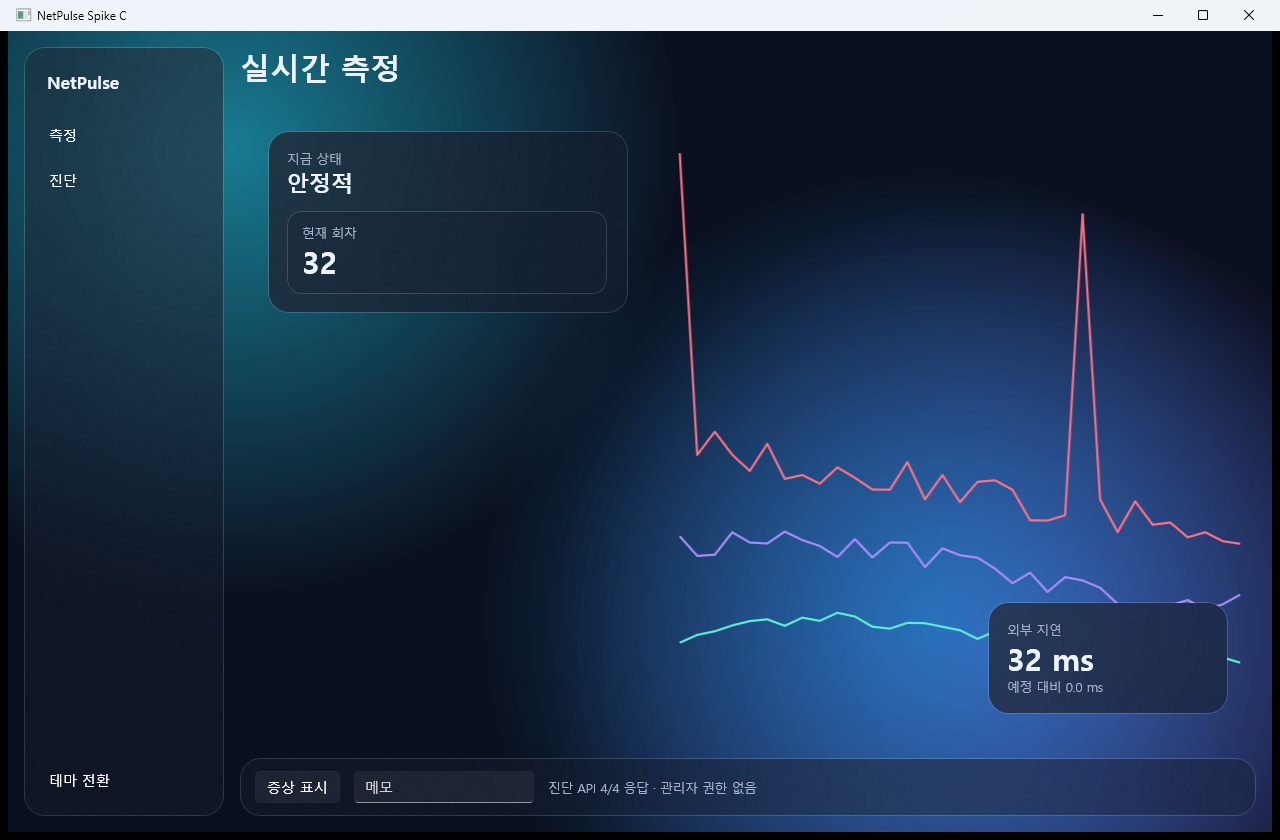 NetPulse Spike C
NetPulse
측정
진단
테마 전환
실시간 측정
지금 상태
안정적
현재 회차
32
외부 지연
32 ms
예정 대비 0.0 ms
증상 표시
메모
진단 API 4/4 응답 · 관리자 권한 없음